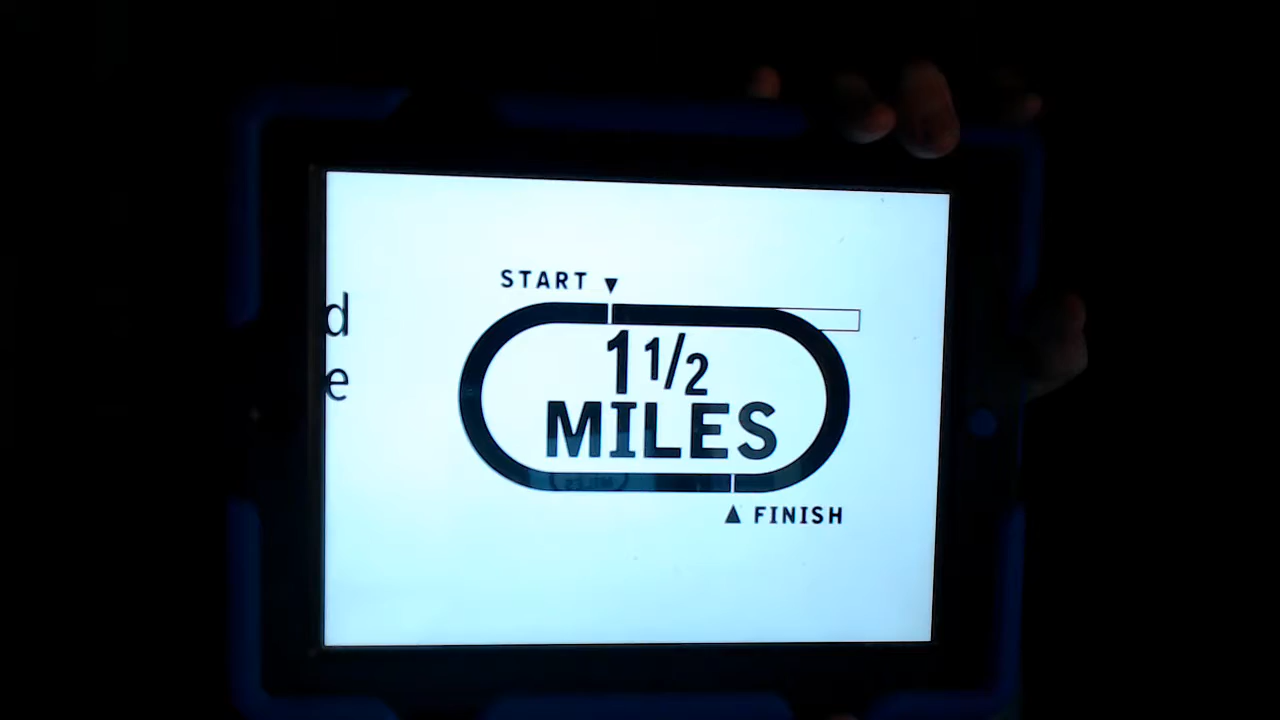 START ▼
d
e
1 1/2
MILES
▲ FINISH